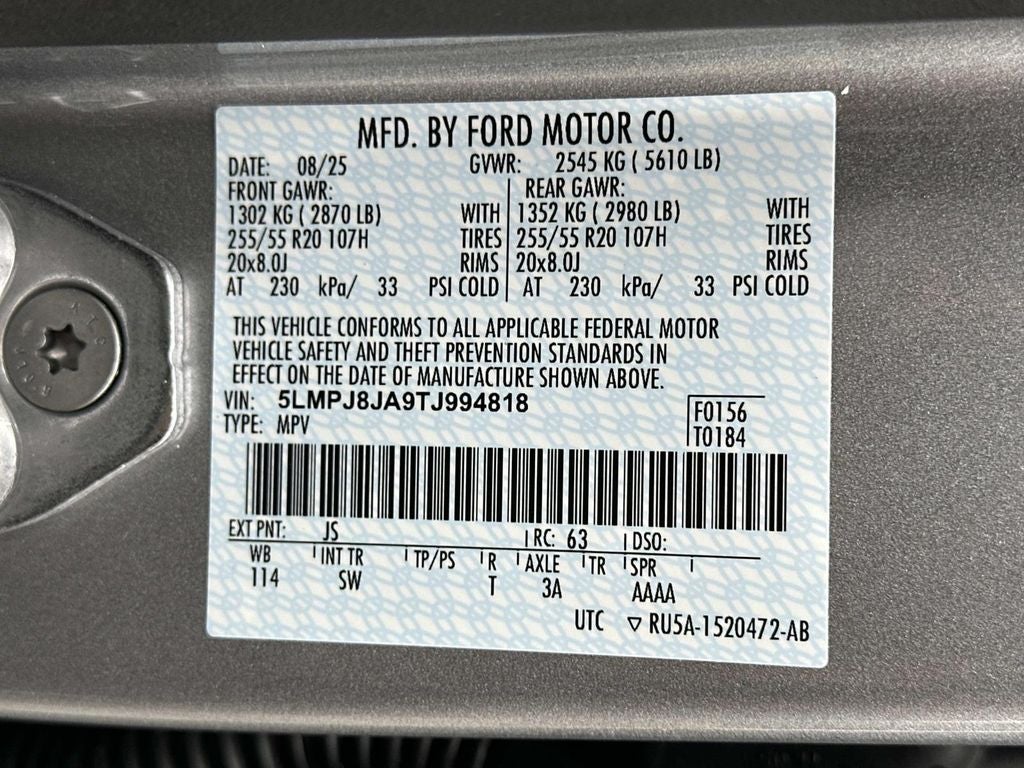 MFD. BY FORD MOTOR CO.
DATE: 08/25 GVWR: 2545 KG ( 5610 LB)
FRONT GAWR: REAR GAWR:
1302 KG ( 2870 LB) WITH 1352 KG ( 2980 LB) WITH
255/55 R20 107H TIRES 255/55 R20 107H TIRES
20x8.0J RIMS 20x8.0J RIMS
AT 230 kPa/ 33 PSI COLD AT 230 kPa/ 33 PSI COLD
THIS VEHICLE CONFORMS TO ALL APPLICABLE FEDERAL MOTOR
VEHICLE SAFETY AND THEFT PREVENTION STANDARDS IN
EFFECT ON THE DATE OF MANUFACTURE SHOWN ABOVE.
VIN: 5LMPJ8JA9TJ994818
TYPE: MPV
F0156
T0184
EXT PNT: JS RC: 63 DSO:
WB INT TR TP/PS R AXLE TR SPR
114 SW T 3A AAAA
UTC ▽ RU5A-1520472-AB